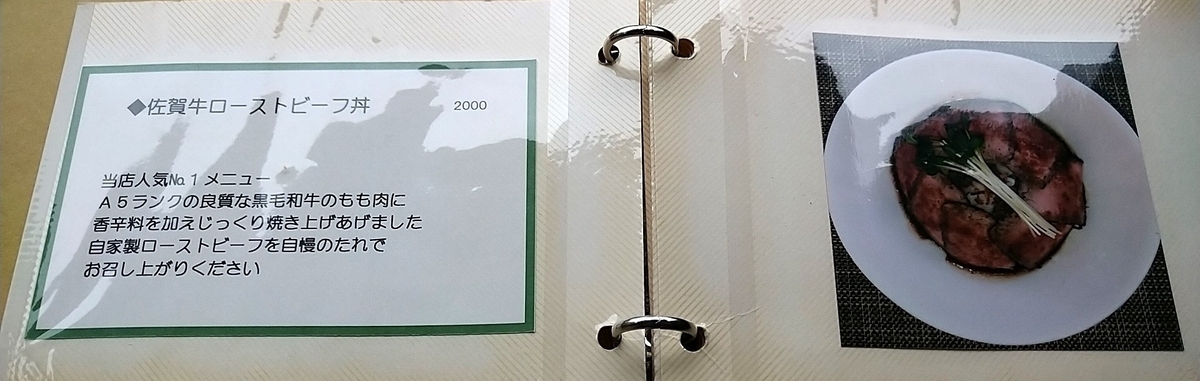 ◆佐賀牛ローストビーフ丼 2000
当店人気№1メニュー
A5ランクの良質な黒毛和牛のもも肉に
香辛料を加えじっくり焼き上げあげました
自家製ローストビーフを自慢のたれで
お召し上がりください